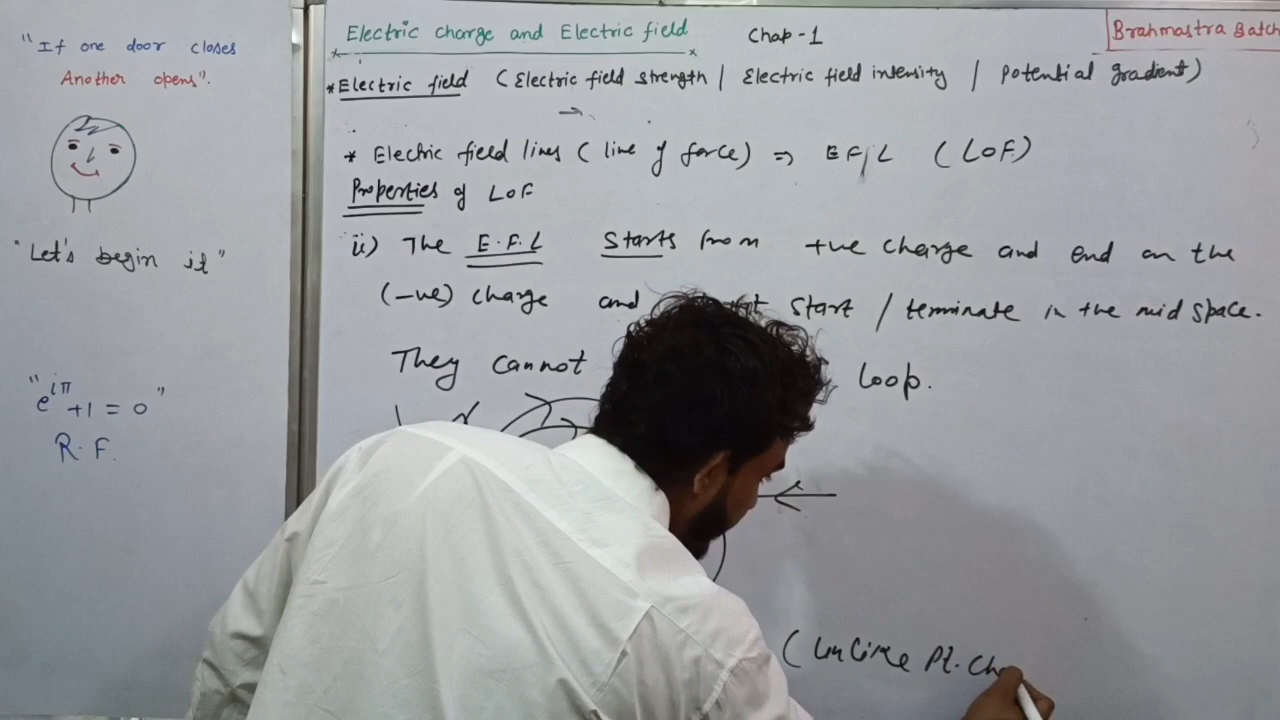 "If one door closes
Another opens".
"Let's begin it"
"e^iπ + 1 = 0"
R.F.
Electric charge and Electric field Chap-1
Brahmastra Batch
* Electric field (Electric field strength / Electric field intensity / Potential gradient)
* Electric field lines (line of force) ⇒ EFL (LOF)
Properties of LOF
ii) The E.F.L starts from +ve charge and end on the
(-ve) charge and start / terminate in the mid space.
They cannot loop.
(Unlike Pt. Ch